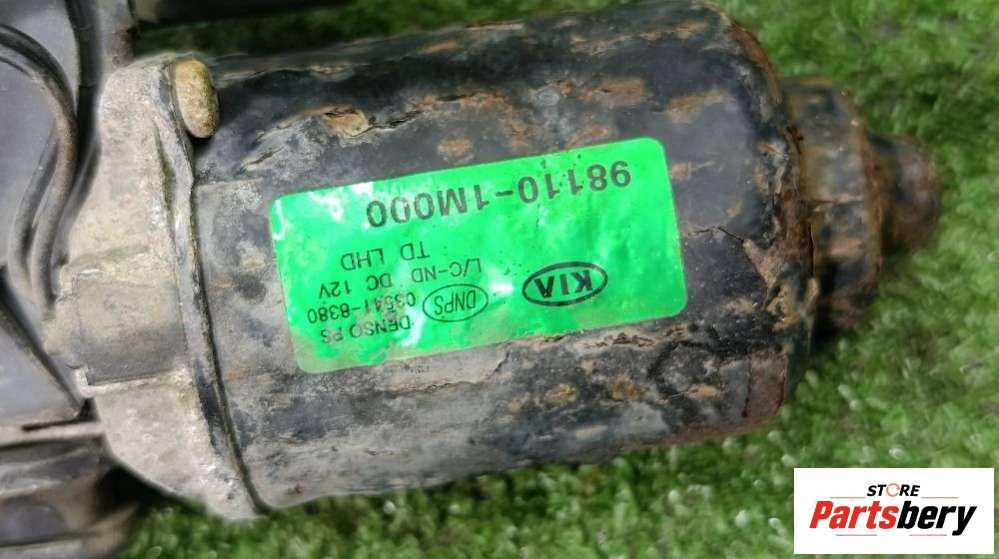 KIA
DENSO PS
DNPS 03541-8380
L/C-ND DC 12V
TD LHD
98110-1M000
STORE
Partsbery